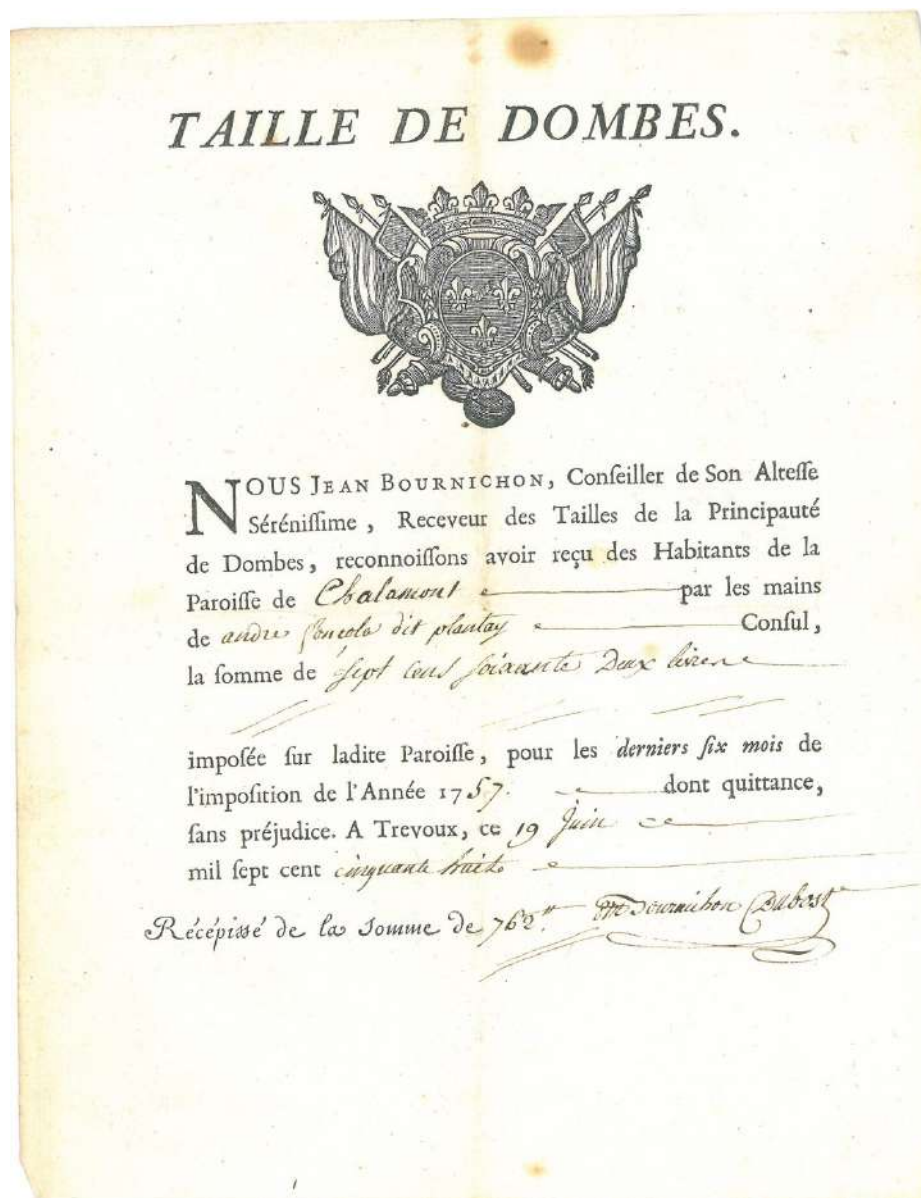 TAILLE DE DOMBES.
NOUS JEAN BOURNICHON, Conſeiller de Son Alteſſe
Séréniſſime, Receveur des Tailles de la Principauté
de Dombes, reconnoiſſons avoir reçu des Habitants de la
Paroiſſe de Chalamont par les mains
de andre dit plantay Conſul,
la ſomme de ſept cens ſoixante Deux livres
impoſée ſur ladite Paroiſſe, pour les derniers ſix mois de
l'impoſition de l'Année 1757. dont quittance,
ſans préjudice. A Trevoux, ce 19 Juin
mil ſept cent cinquante huit
Récépissé de la Somme de 762.₶ Bournichon Dubost